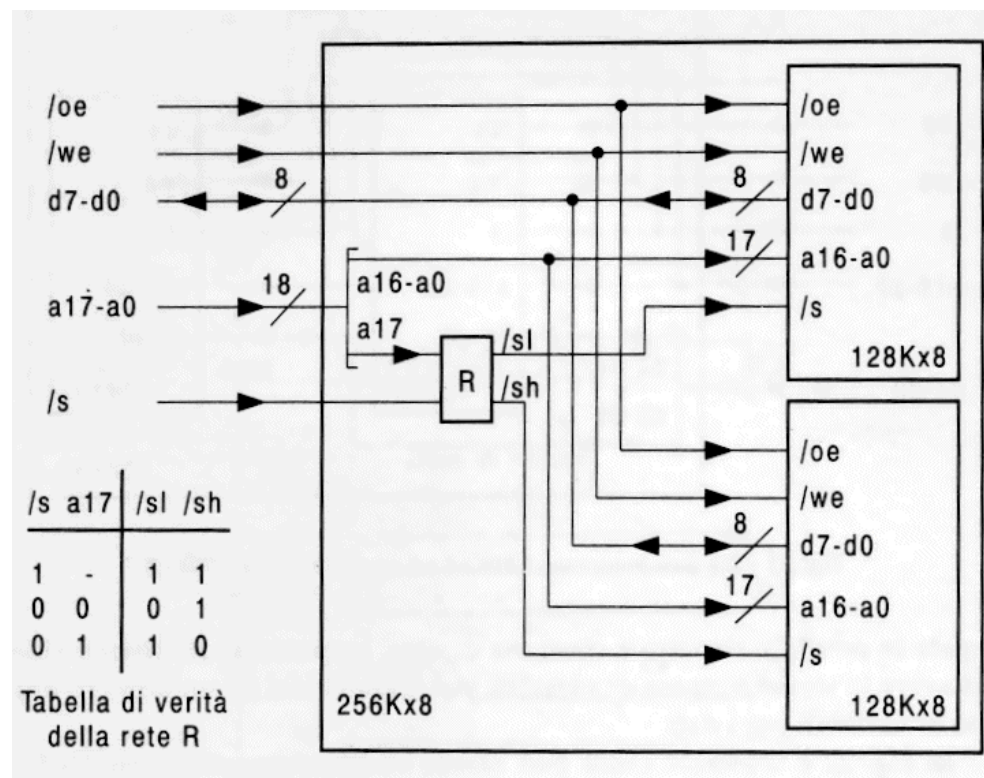 /oe
/we
d7-d0
8
a17-a0
18
/s
a16-a0
a17
R
/sl
/sh
/oe
/we
8
d7-d0
17
a16-a0
/s
128Kx8
/oe
/we
8
d7-d0
17
a16-a0
/s
128Kx8
256Kx8
/s a17 /sl /sh
1 - 1 1
0 0 0 1
0 1 1 0
Tabella di verità
della rete R